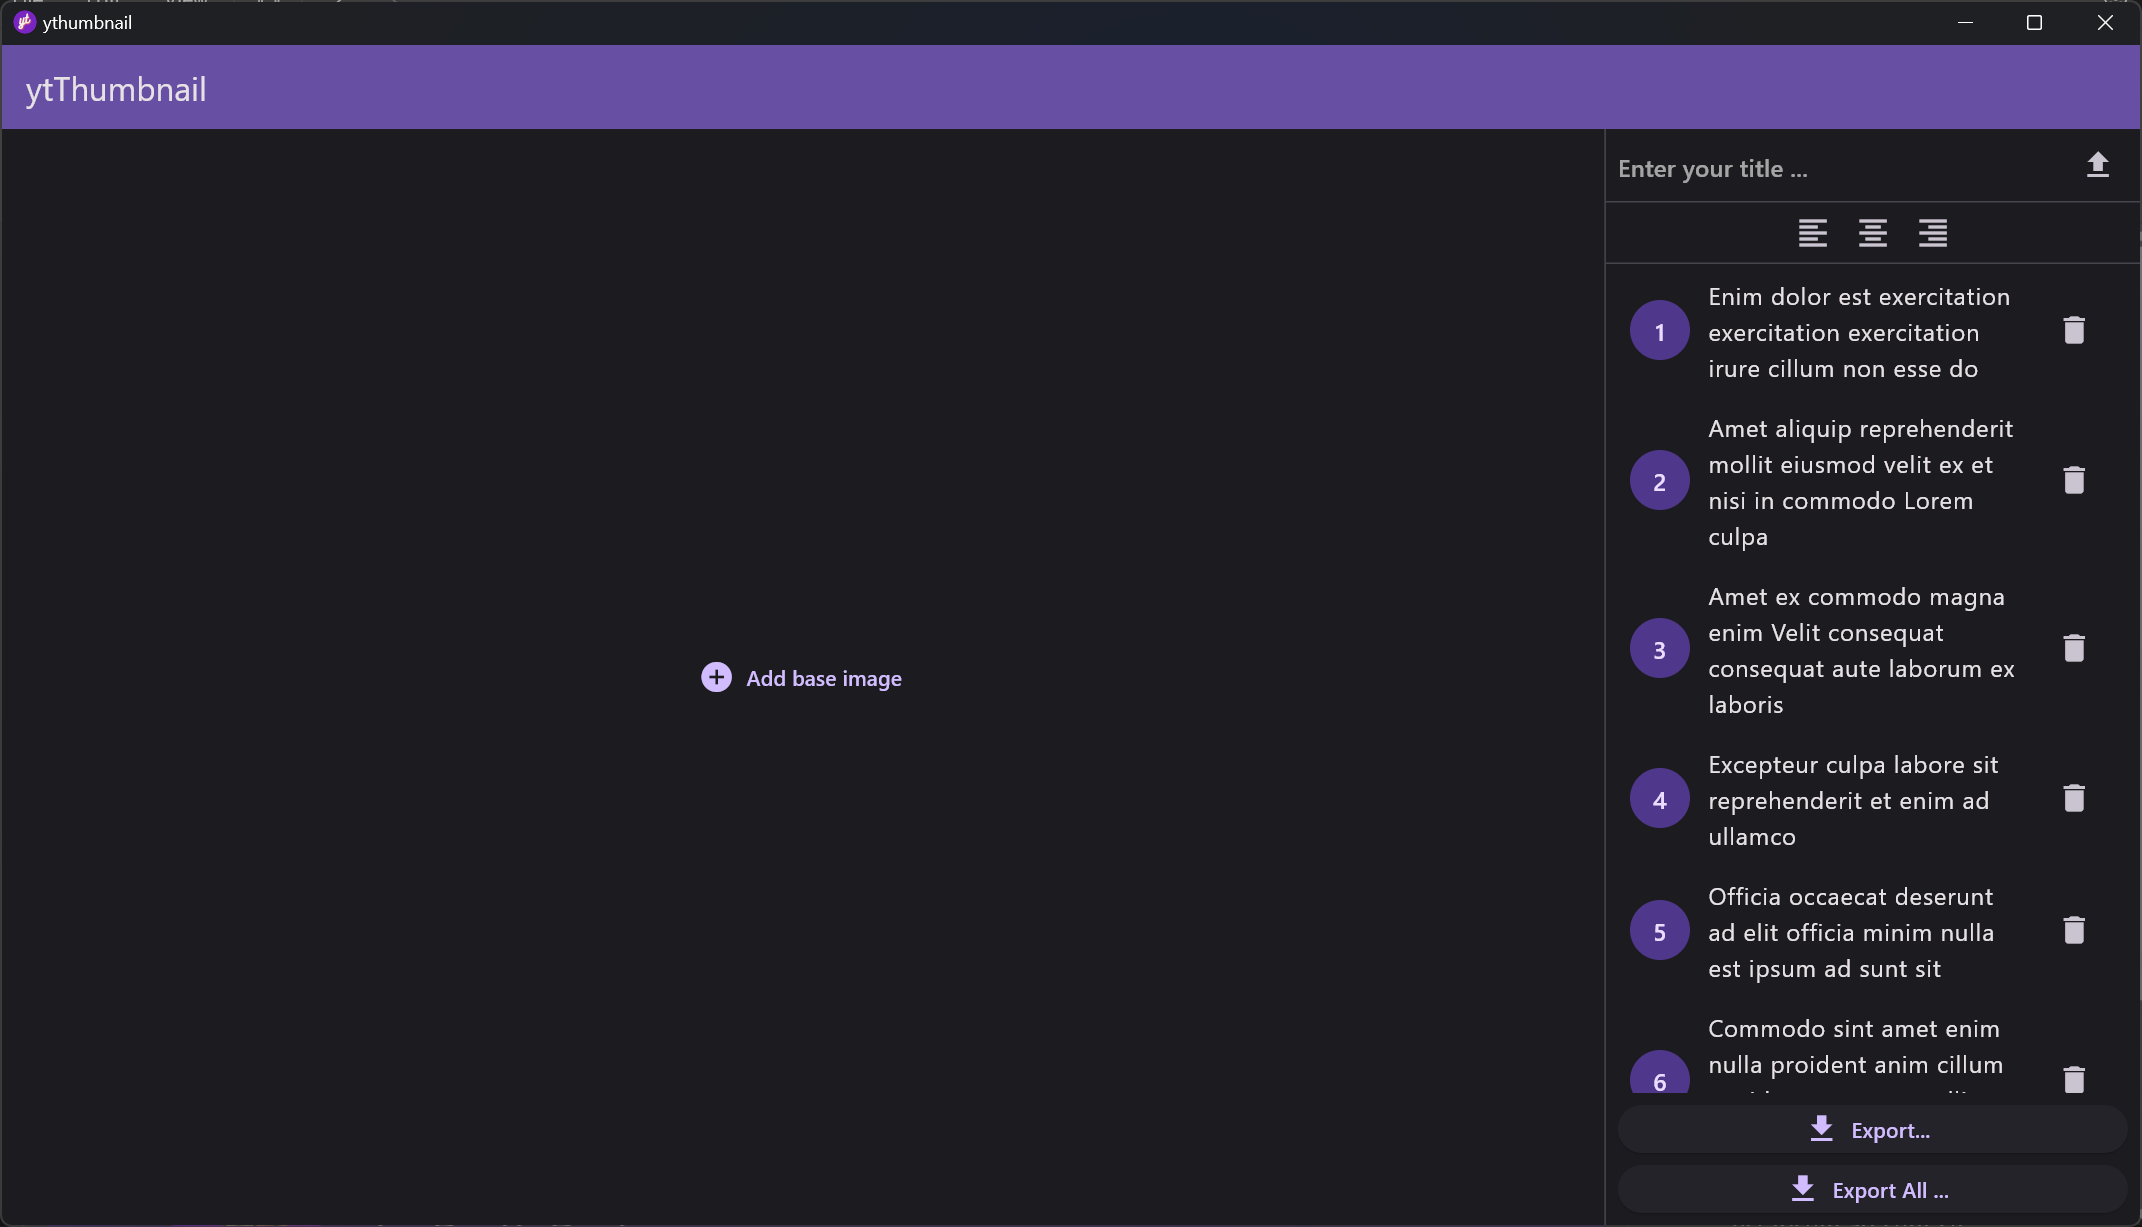 yt
ythumbnail
ytThumbnail
Enter your title ...
1
Enim dolor est exercitation
exercitation exercitation
irure cillum non esse do
2
Amet aliquip reprehenderit
mollit eiusmod velit ex et
nisi in commodo Lorem
culpa
3
Amet ex commodo magna
enim Velit consequat
consequat aute laborum ex
laboris
Add base image
4
Excepteur culpa labore sit
reprehenderit et enim ad
ullamco
5
Officia occaecat deserunt
ad elit officia minim nulla
est ipsum ad sunt sit
6
Commodo sint amet enim
nulla proident anim cillum
Export...
Export All ...